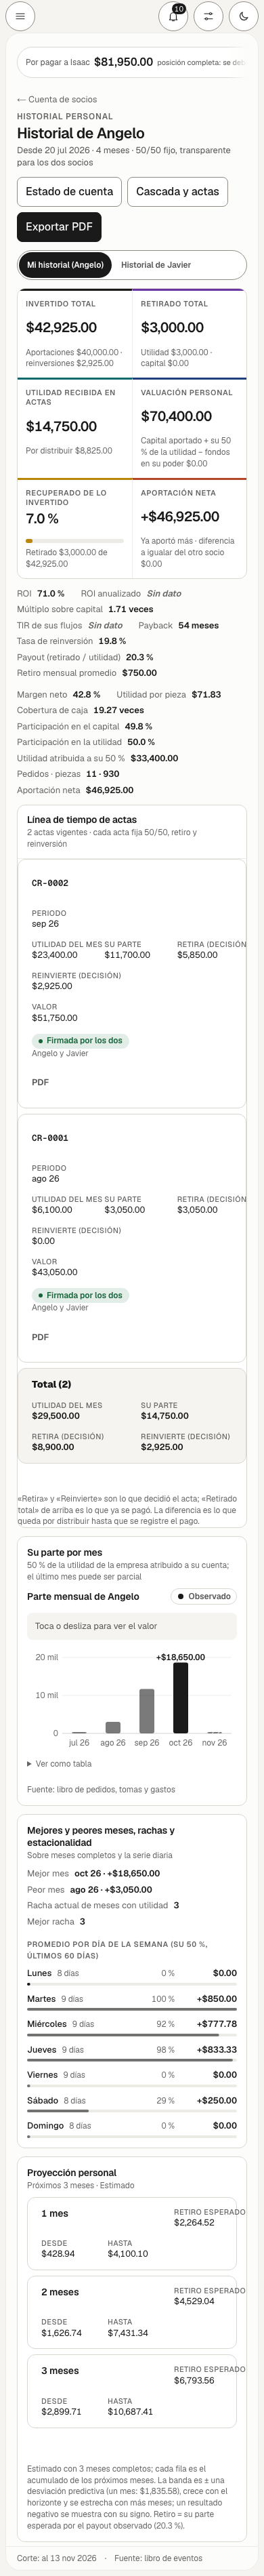 10
Por pagar a Isaac $81,950.00 posición completa: se deb
← Cuenta de socios
HISTORIAL PERSONAL
Historial de Angelo
Desde 20 jul 2026 · 4 meses · 50/50 fijo, transparente
para los dos socios
Estado de cuenta Cascada y actas
Exportar PDF
Mi historial (Angelo) Historial de Javier
INVERTIDO TOTAL
$42,925.00
Aportaciones $40,000.00 ·
reinversiones $2,925.00
RETIRADO TOTAL
$3,000.00
Utilidad $3,000.00 ·
capital $0.00
UTILIDAD RECIBIDA EN
ACTAS
$14,750.00
Por distribuir $8,825.00
VALUACIÓN PERSONAL
$70,400.00
Capital aportado + su 50
% de la utilidad − fondos
en su poder $0.00
RECUPERADO DE LO
INVERTIDO
7.0 %
Retirado $3,000.00 de
$42,925.00
APORTACIÓN NETA
+$46,925.00
Ya aportó más · diferencia
a igualar del otro socio
$0.00
ROI 71.0 % ROI anualizado Sin dato
Múltiplo sobre capital 1.71 veces
TIR de sus flujos Sin dato Payback 54 meses
Tasa de reinversión 19.8 %
Payout (retirado / utilidad) 20.3 %
Retiro mensual promedio $750.00
Margen neto 42.8 % Utilidad por pieza $71.83
Cobertura de caja 19.27 veces
Participación en el capital 49.8 %
Participación en la utilidad 50.0 %
Utilidad atribuida a su 50 % $33,400.00
Pedidos · piezas 11 · 930
Aportación neta $46,925.00
Línea de tiempo de actas
2 actas vigentes · cada acta fija 50/50, retiro y
reinversión
CR-0002
PERIODO
sep 26
UTILIDAD DEL MES SU PARTE RETIRA (DECISIÓN
$23,400.00 $11,700.00 $5,850.00
REINVIERTE (DECISIÓN)
$2,925.00
VALOR
$51,750.00
Firmada por los dos
Angelo y Javier
PDF
CR-0001
PERIODO
ago 26
UTILIDAD DEL MES SU PARTE RETIRA (DECISIÓN
$6,100.00 $3,050.00 $3,050.00
REINVIERTE (DECISIÓN)
$0.00
VALOR
$43,050.00
Firmada por los dos
Angelo y Javier
PDF
Total (2)
UTILIDAD DEL MES SU PARTE
$29,500.00 $14,750.00
RETIRA (DECISIÓN) REINVIERTE (DECISIÓN)
$8,900.00 $2,925.00
«Retira» y «Reinvierte» son lo que decidió el acta; «Retirado
total» de arriba es lo que ya se pagó. La diferencia es lo que
queda por distribuir hasta que se registre el pago.
Su parte por mes
50 % de la utilidad de la empresa atribuido a su cuenta;
el último mes puede ser parcial
Parte mensual de Angelo Observado
Toca o desliza para ver el valor
+$18,650.00
20 mil
10 mil
0
jul 26 ago 26 sep 26 oct 26 nov 26
Ver como tabla
Fuente: libro de pedidos, tomas y gastos
Mejores y peores meses, rachas y
estacionalidad
Sobre meses completos y la serie diaria
Mejor mes oct 26 · +$18,650.00
Peor mes ago 26 · +$3,050.00
Racha actual de meses con utilidad 3
Mejor racha 3
PROMEDIO POR DÍA DE LA SEMANA (SU 50 %,
ÚLTIMOS 60 DÍAS)
Lunes 8 días 0 % $0.00
Martes 9 días 100 % +$850.00
Miércoles 9 días 92 % +$777.78
Jueves 9 días 98 % +$833.33
Viernes 8 días 0 % $0.00
Sábado 8 días 29 % +$250.00
Domingo 8 días 0 % $0.00
Proyección personal
Próximos 3 meses · Estimado
1 mes RETIRO ESPERADO
$2,264.52
DESDE HASTA
$428.94 $4,100.10
2 meses RETIRO ESPERADO
$4,529.04
DESDE HASTA
$1,626.74 $7,431.34
3 meses RETIRO ESPERADO
$6,793.56
DESDE HASTA
$2,899.71 $10,687.41
Estimado con 3 meses completos; cada fila es el
acumulado de los próximos meses. La banda es ± una
desviación predictiva (un mes: $1,835.58), crece con el
horizonte y se estrecha con más meses; un resultado
negativo se muestra con su signo. Retiro = su parte
esperada por el payout observado (20.3 %).
Corte: al 13 nov 2026 · Fuente: libro de eventos